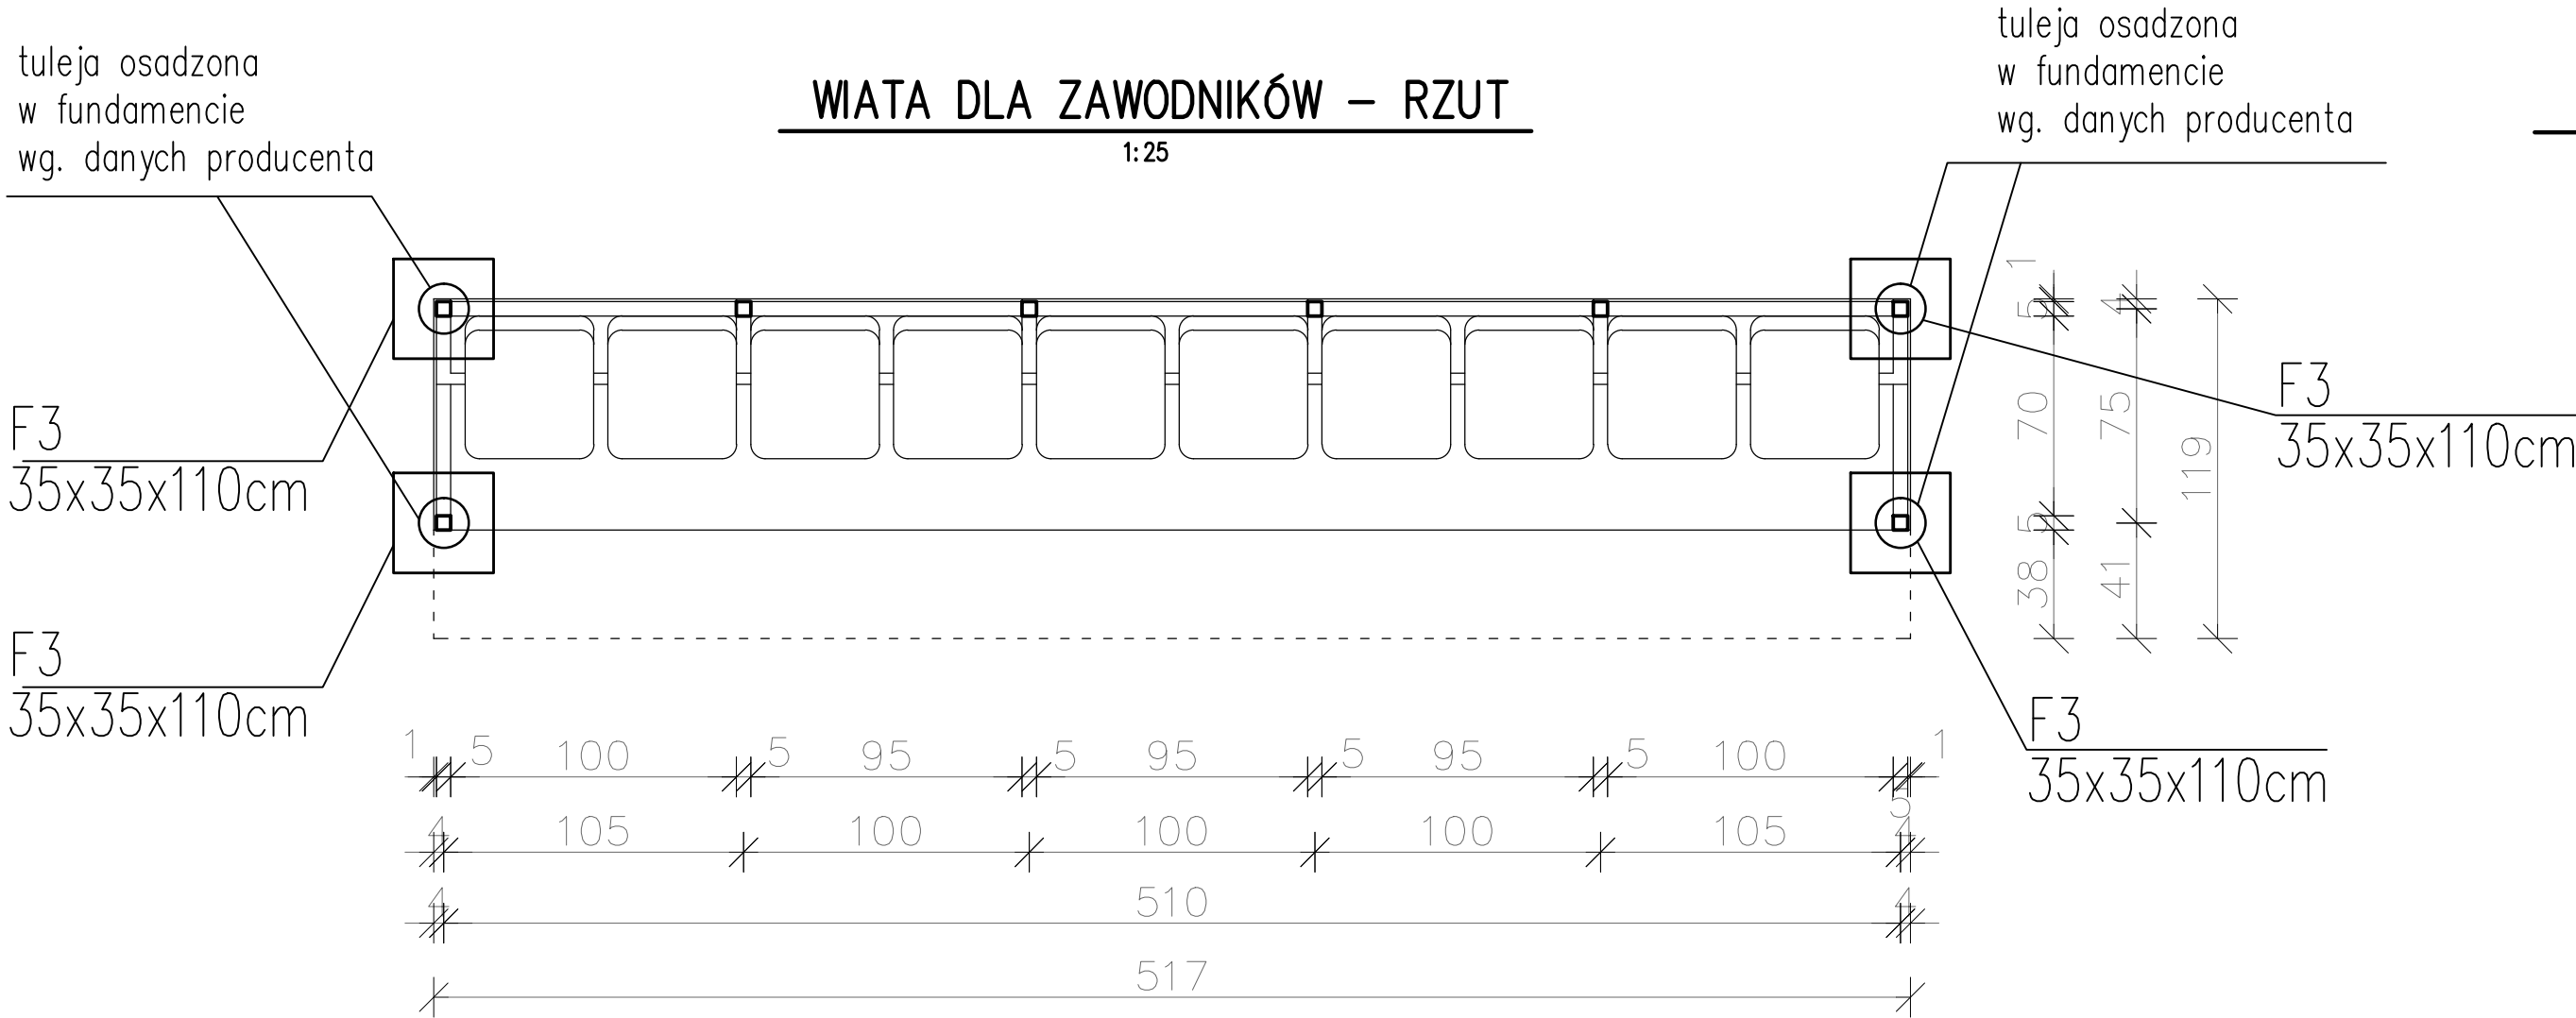 tuleja osadzona
w fundamencie
wg. danych producenta
WIATA DLA ZAWODNIKÓW – RZUT
1:25
tuleja osadzona
w fundamencie
wg. danych producenta
F3
35x35x110cm
F3
35x35x110cm
F3
35x35x110cm
F3
35x35x110cm
1
5
70
5
38
4
75
41
119
1 5 100 5 95 5 95 5 95 5 100 5 1
4 105 100 100 100 105 4
4 510 4
517